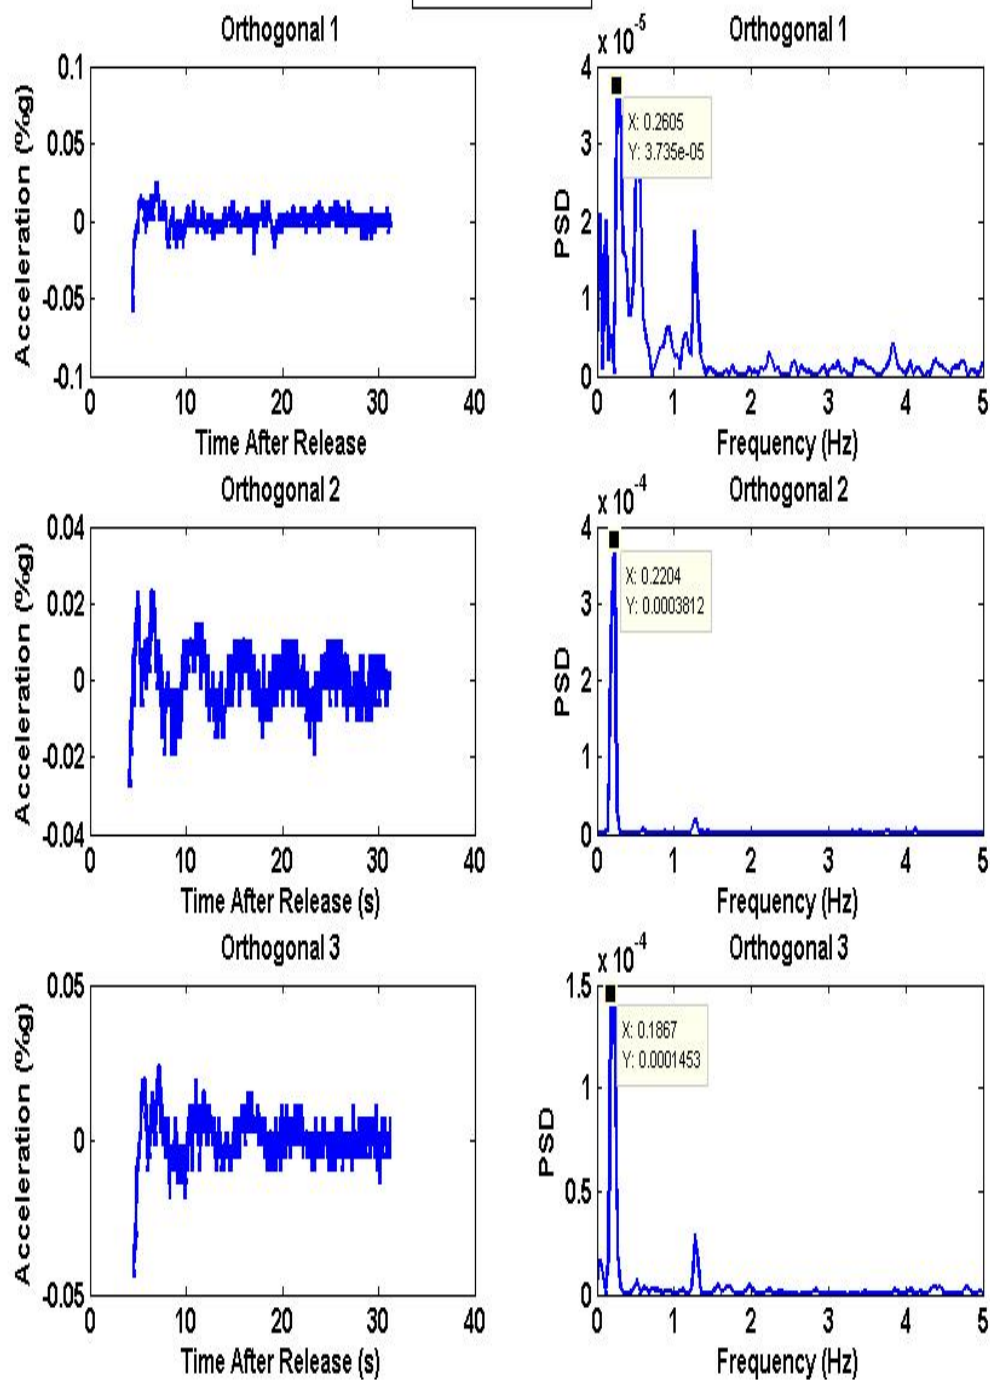 Orthogonal 1
Acceleration (%g)
0.1
0.05
0
-0.05
-0.1
0 10 20 30 40
Time After Release
Orthogonal 1
x 10-5
PSD
4
3
2
1
0
X: 0.2605
Y: 3.735e-05
0 1 2 3 4 5
Frequency (Hz)
Orthogonal 2
Acceleration (%g)
0.04
0.02
0
-0.02
-0.04
0 10 20 30 40
Time After Release (s)
Orthogonal 2
x 10-4
PSD
4
3
2
1
0
X: 0.2204
Y: 0.0003812
0 1 2 3 4 5
Frequency (Hz)
Orthogonal 3
Acceleration (%g)
0.05
0
-0.05
0 10 20 30 40
Time After Release (s)
Orthogonal 3
x 10-4
PSD
1.5
1
0.5
0
X: 0.1867
Y: 0.0001453
0 1 2 3 4 5
Frequency (Hz)